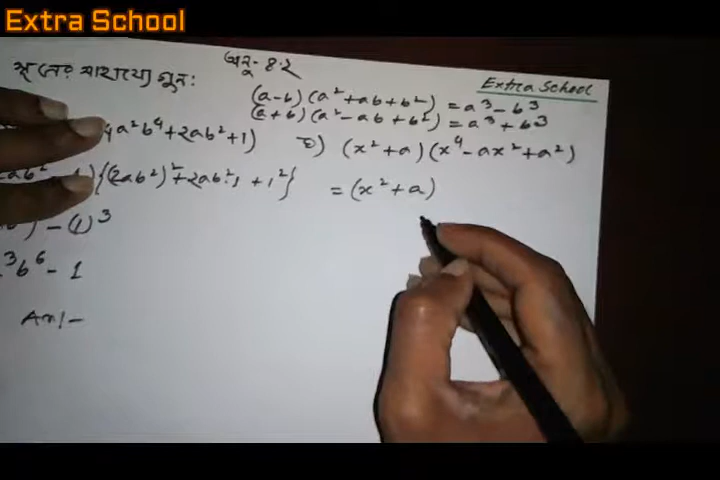 Extra School
সূত্রের সাহায্যে গুন:
অনু- ৪.২
Extra School
(a-b)(a²+ab+b²) = a³-b³
(a+b)(a²-ab+b²) = a³+b³
4a²b⁴+2ab²+1)
{(2ab²)²+2ab².1+1²}
-(1)³
³b⁶-1
Ans-
ঘ) (x²+a)(x⁴-ax²+a²)
=(x²+a)